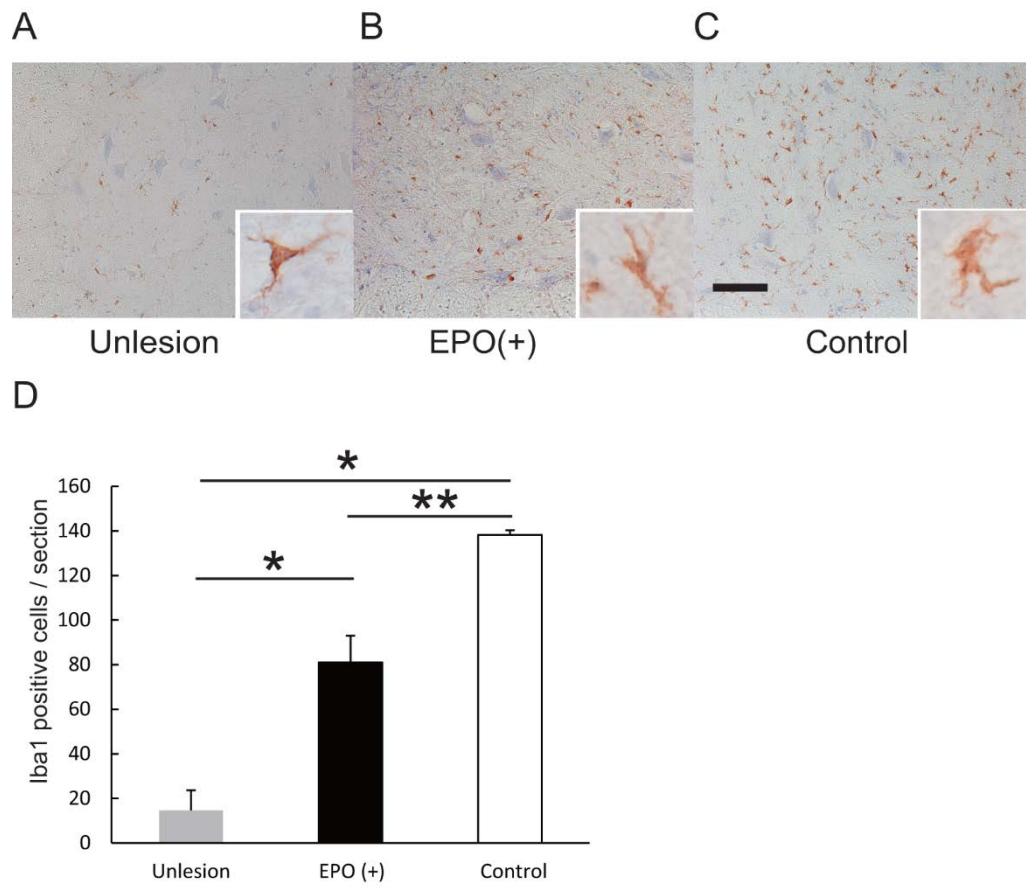 A
B
C
Unlesion
EPO(+)
Control
D
*
**
*
Iba1 positive cells / section
160
140
120
100
80
60
40
20
0
Unlesion
EPO (+)
Control